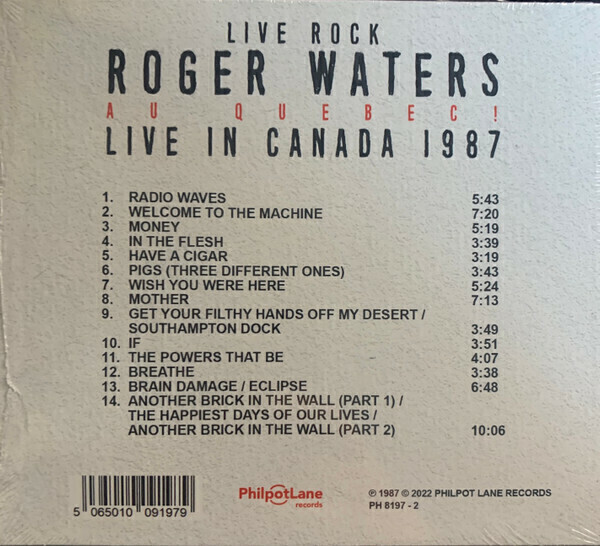 LIVE ROCK
ROGER WATERS
AU QUEBEC!
LIVE IN CANADA 1987
1. RADIO WAVES 5:43
2. WELCOME TO THE MACHINE 7:20
3. MONEY 5:19
4. IN THE FLESH 3:39
5. HAVE A CIGAR 3:19
6. PIGS (THREE DIFFERENT ONES) 3:43
7. WISH YOU WERE HERE 5:24
8. MOTHER 7:13
9. GET YOUR FILTHY HANDS OFF MY DESERT /
SOUTHAMPTON DOCK 3:49
10. IF 3:51
11. THE POWERS THAT BE 4:07
12. BREATHE 3:38
13. BRAIN DAMAGE / ECLIPSE 6:48
14. ANOTHER BRICK IN THE WALL (PART 1) /
THE HAPPIEST DAYS OF OUR LIVES /
ANOTHER BRICK IN THE WALL (PART 2) 10:06
5 065010 091979
PhilpotLane
records
℗ 1987 © 2022 PHILPOT LANE RECORDS
PH 8197 - 2